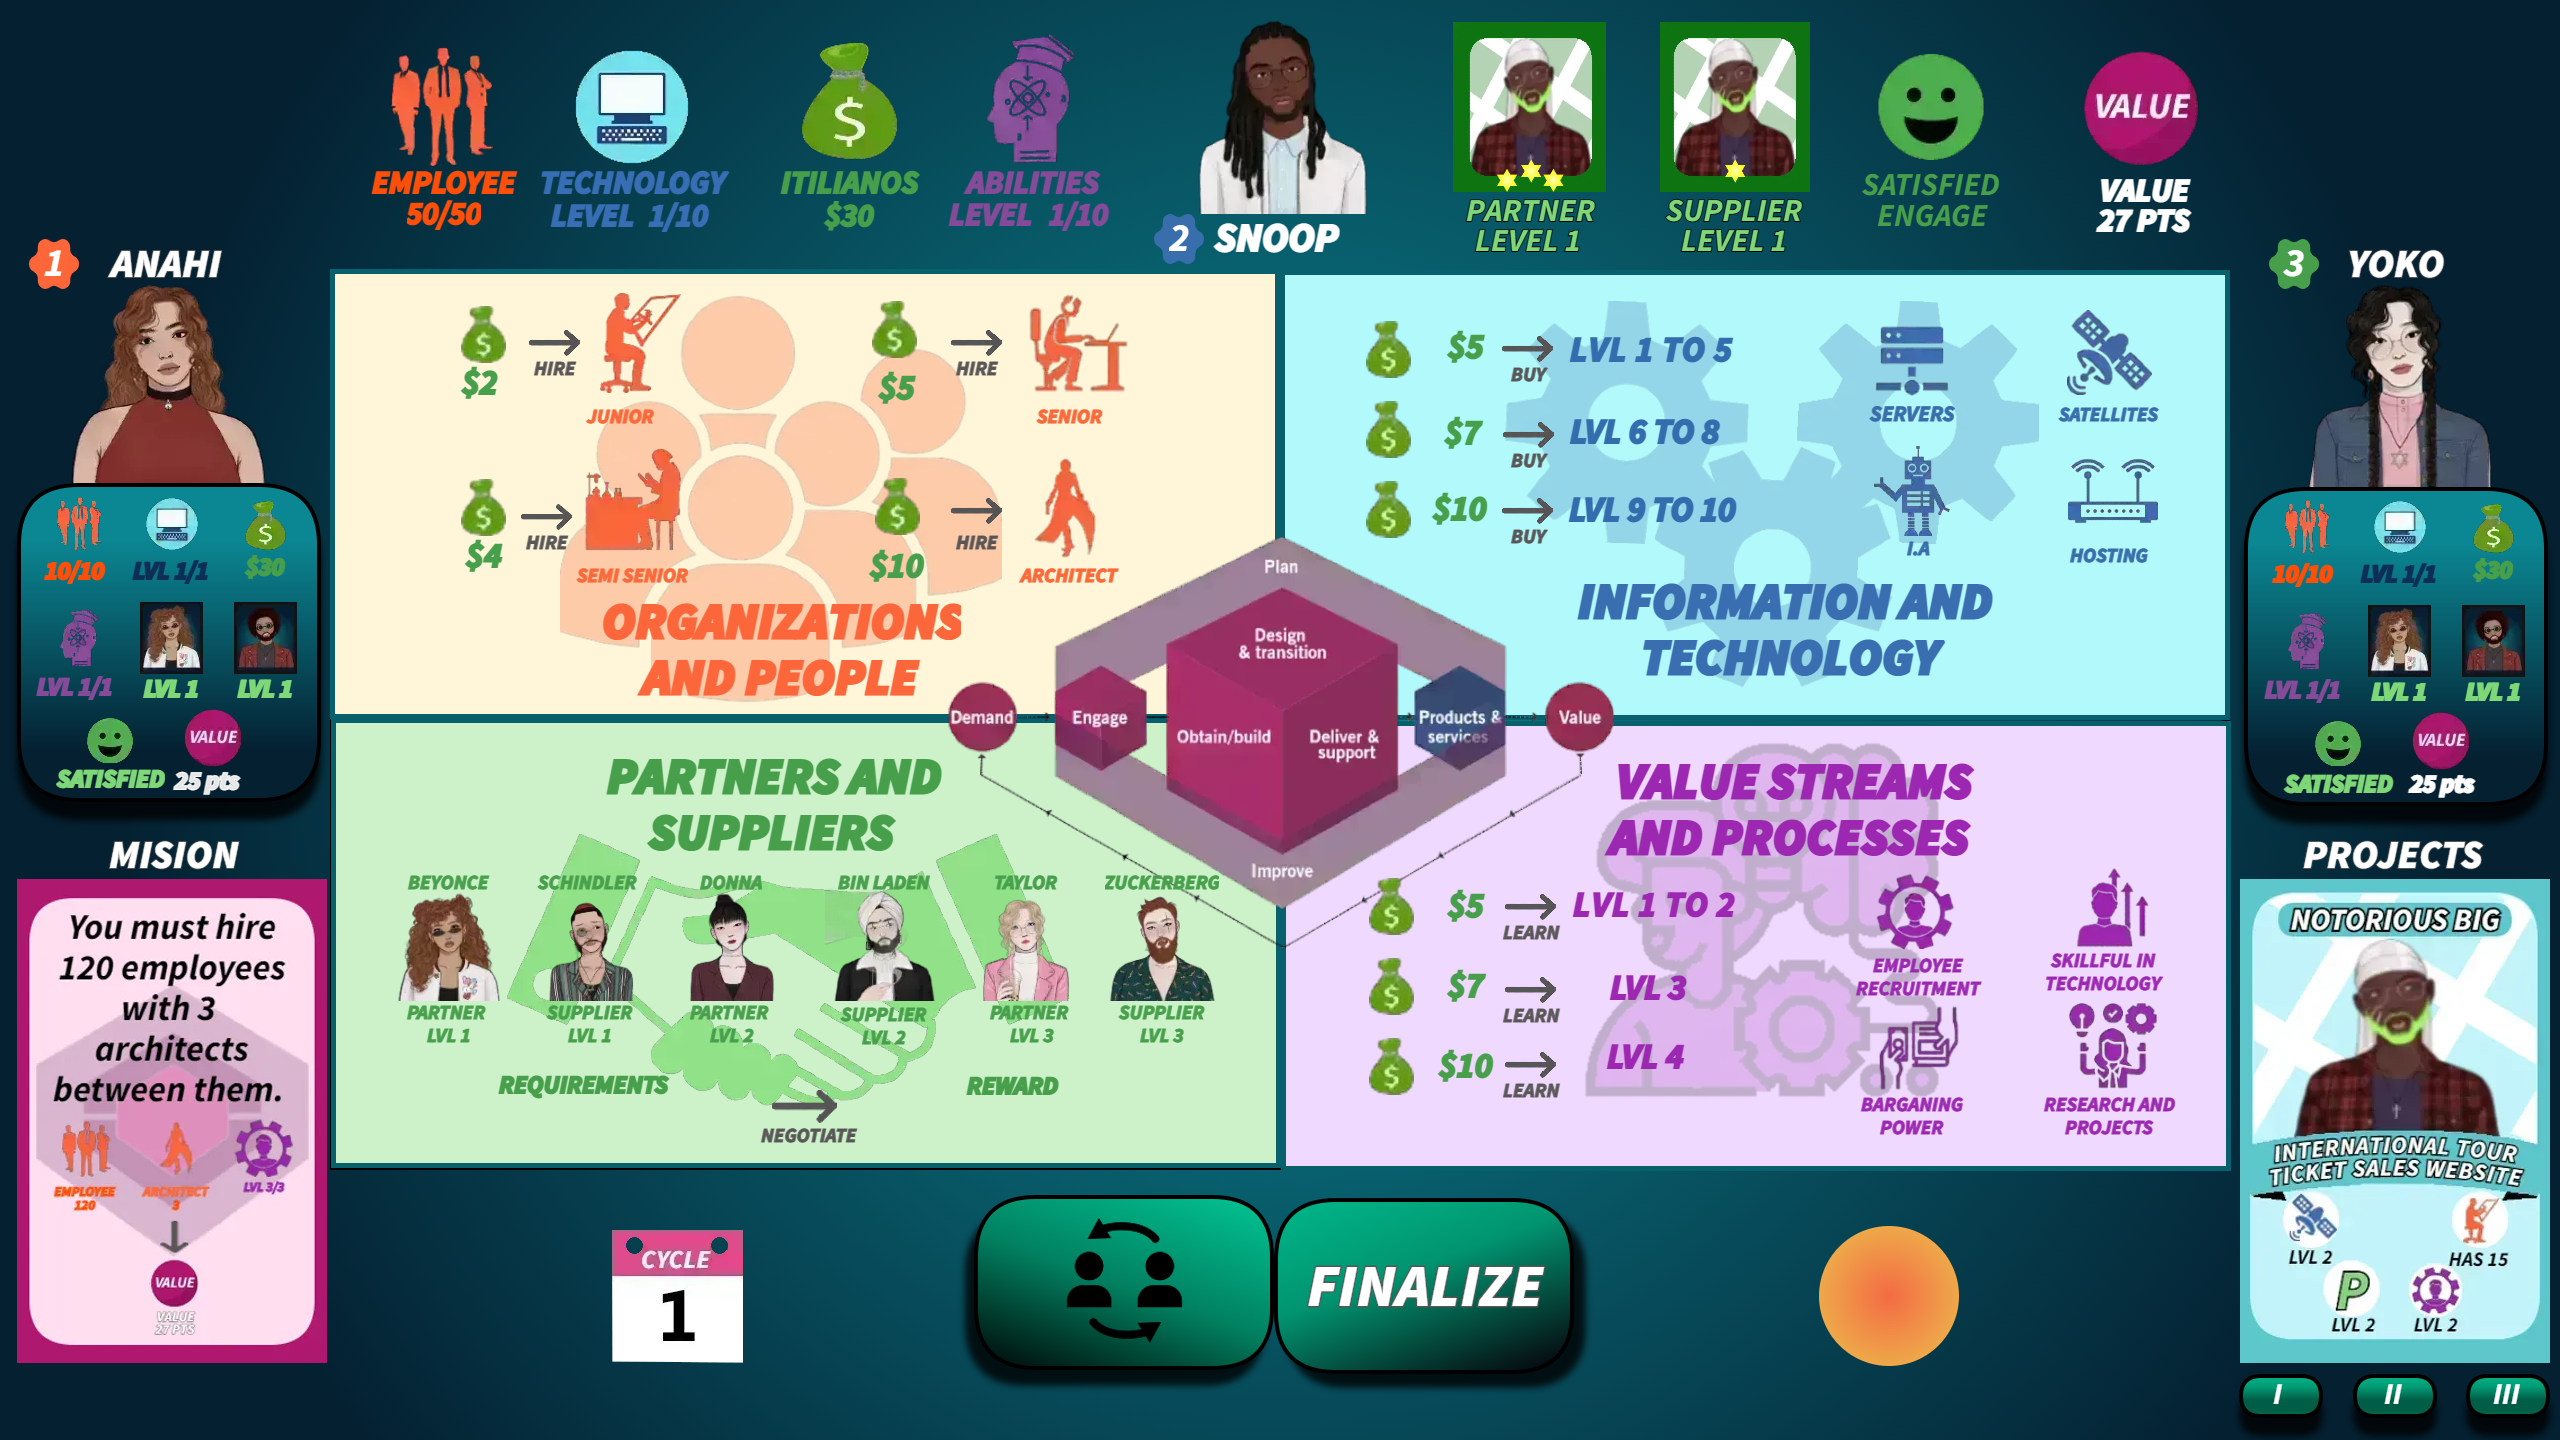 EMPLOYEE
50/50
TECHNOLOGY
LEVEL 1/10
$
ITILIANOS
$30
ABILITIES
LEVEL 1/10
2 SNOOP
PARTNER
LEVEL 1
SUPPLIER
LEVEL 1
SATISFIED
ENGAGE
VALUE
VALUE
27 PTS
1 ANAHI
10/10
LVL 1/1
$
$30
LVL 1/1
LVL 1
LVL 1
SATISFIED
VALUE
25 pts
MISION
You must hire
120 employees
with 3
architects
between them.
EMPLOYEE
120
ARCHITECT
3
LVL 3/3
VALUE
VALUE
27 PTS
$
$2
HIRE
JUNIOR
$
$5
HIRE
SENIOR
$
$4
HIRE
SEMI SENIOR
$
$10
HIRE
ARCHITECT
ORGANIZATIONS
AND PEOPLE
$ $5 LVL 1 TO 5
BUY
$ $7 LVL 6 TO 8
BUY
$ $10 LVL 9 TO 10
BUY
SERVERS
SATELLITES
I.A
HOSTING
INFORMATION AND
TECHNOLOGY
Plan
Design
& transition
Demand
Engage
Obtain/build
Deliver &
support
Products &
services
Value
Improve
PARTNERS AND
SUPPLIERS
BEYONCE
PARTNER
LVL 1
SCHINDLER
SUPPLIER
LVL 1
DONNA
PARTNER
LVL 2
BIN LADEN
SUPPLIER
LVL 2
TAYLOR
PARTNER
LVL 3
ZUCKERBERG
SUPPLIER
LVL 3
REQUIREMENTS
NEGOTIATE
REWARD
VALUE STREAMS
AND PROCESSES
$ $5 LVL 1 TO 2
LEARN
$ $7 LVL 3
LEARN
$ $10 LVL 4
LEARN
EMPLOYEE
RECRUITMENT
SKILLFUL IN
TECHNOLOGY
BARGANING
POWER
RESEARCH AND
PROJECTS
3 YOKO
10/10
LVL 1/1
$
$30
LVL 1/1
LVL 1
LVL 1
SATISFIED
VALUE
25 pts
PROJECTS
NOTORIOUS BIG
INTERNATIONAL TOUR
TICKET SALES WEBSITE
LVL 2
HAS 15
P
LVL 2
LVL 2
I
II
III
CYCLE
1
FINALIZE